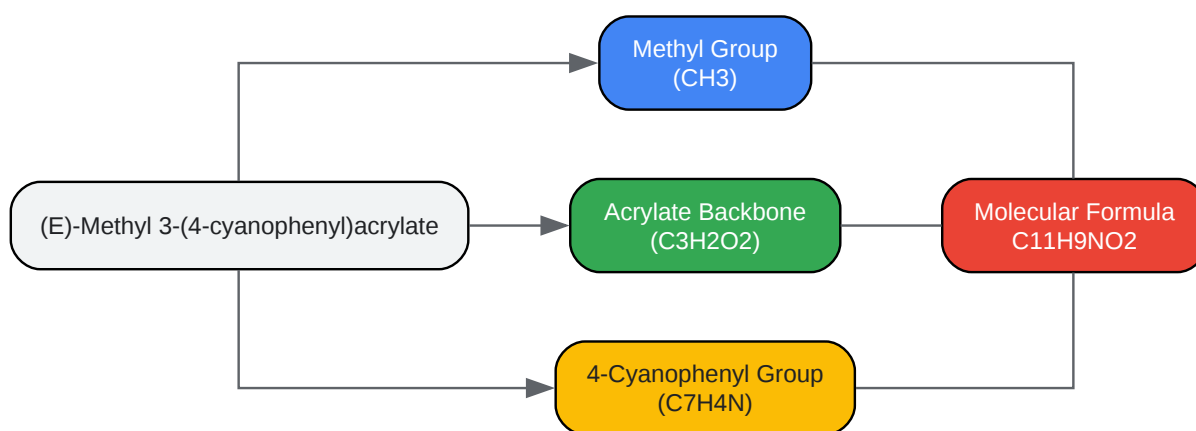 Methyl Group
(CH3)
(E)-Methyl 3-(4-cyanophenyl)acrylate
Acrylate Backbone
(C3H2O2)
Molecular Formula
C11H9NO2
4-Cyanophenyl Group
(C7H4N)